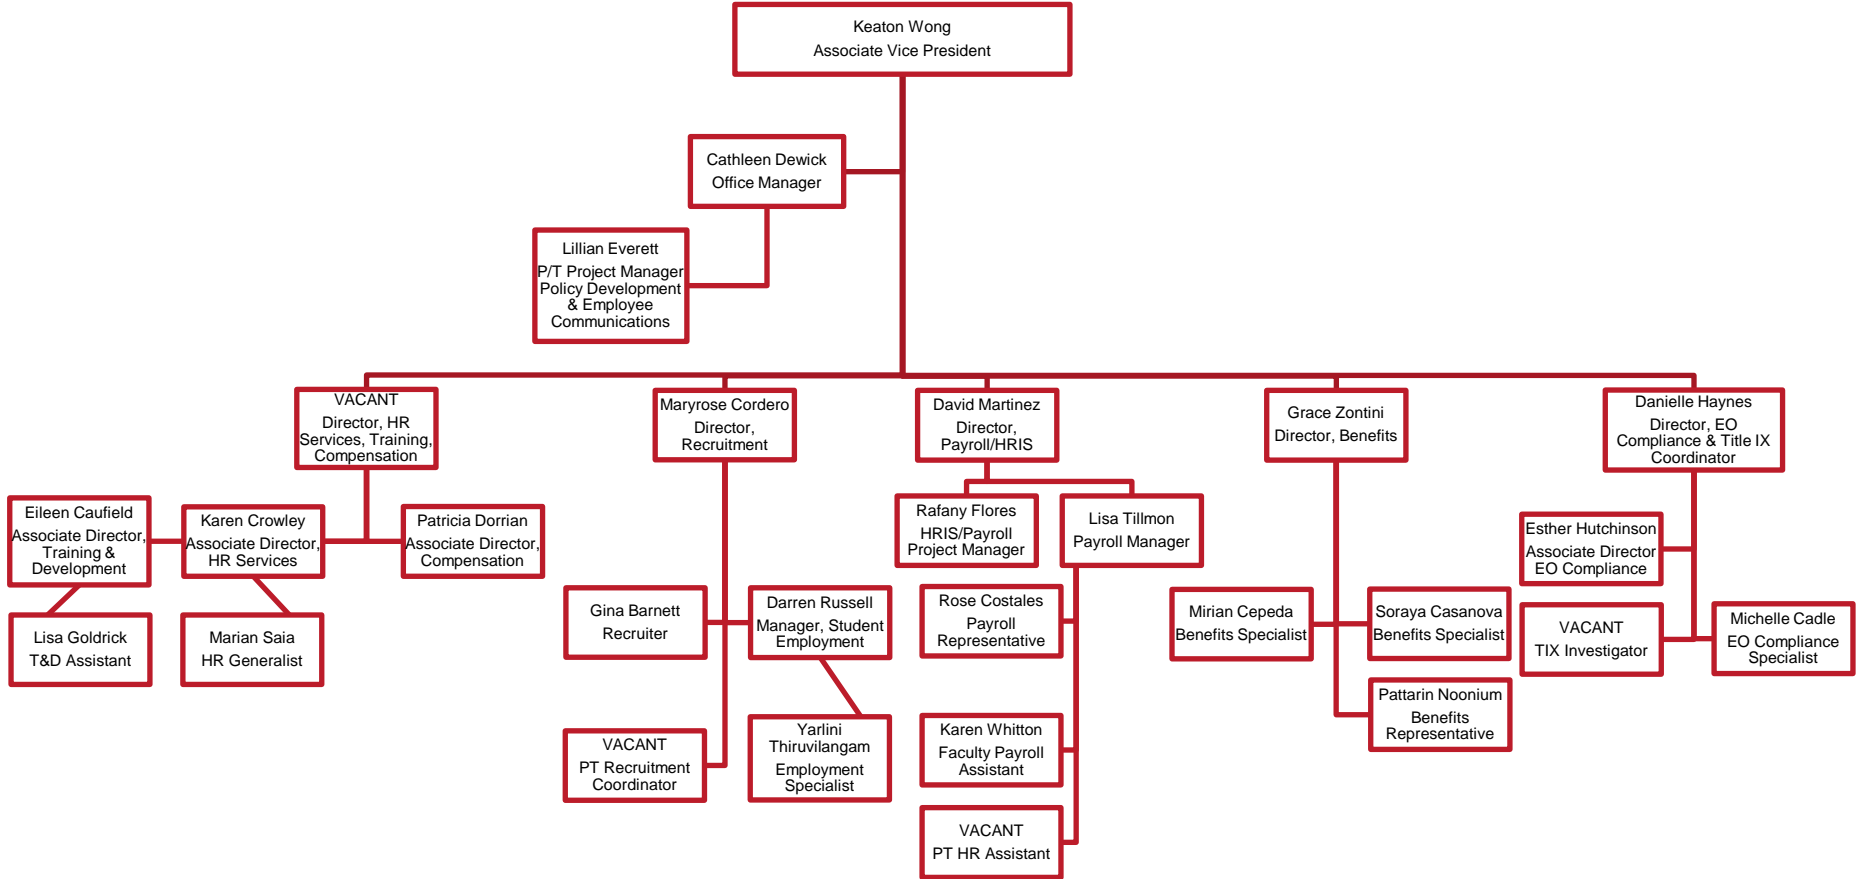 Keaton Wong
Associate Vice President
Cathleen Dewick
Office Manager
Lillian Everett
P/T Project Manager
Policy Development
& Employee
Communications
VACANT
Director, HR
Services, Training,
Compensation
Maryrose Cordero
Director,
Recruitment
David Martinez
Director,
Payroll/HRIS
Grace Zontini
Director, Benefits
Danielle Haynes
Director, EO
Compliance & Title IX
Coordinator
Eileen Caufield
Associate Director,
Training &
Development
Karen Crowley
Associate Director,
HR Services
Patricia Dorrian
Associate Director,
Compensation
Lisa Goldrick
T&D Assistant
Marian Saia
HR Generalist
Gina Barnett
Recruiter
Darren Russell
Manager, Student
Employment
VACANT
PT Recruitment
Coordinator
Yarlini
Thiruvilangam
Employment
Specialist
Rafany Flores
HRIS/Payroll
Project Manager
Lisa Tillmon
Payroll Manager
Rose Costales
Payroll
Representative
Karen Whitton
Faculty Payroll
Assistant
VACANT
PT HR Assistant
Mirian Cepeda
Benefits Specialist
Soraya Casanova
Benefits Specialist
Pattarin Noonium
Benefits
Representative
Esther Hutchinson
Associate Director
EO Compliance
VACANT
TIX Investigator
Michelle Cadle
EO Compliance
Specialist